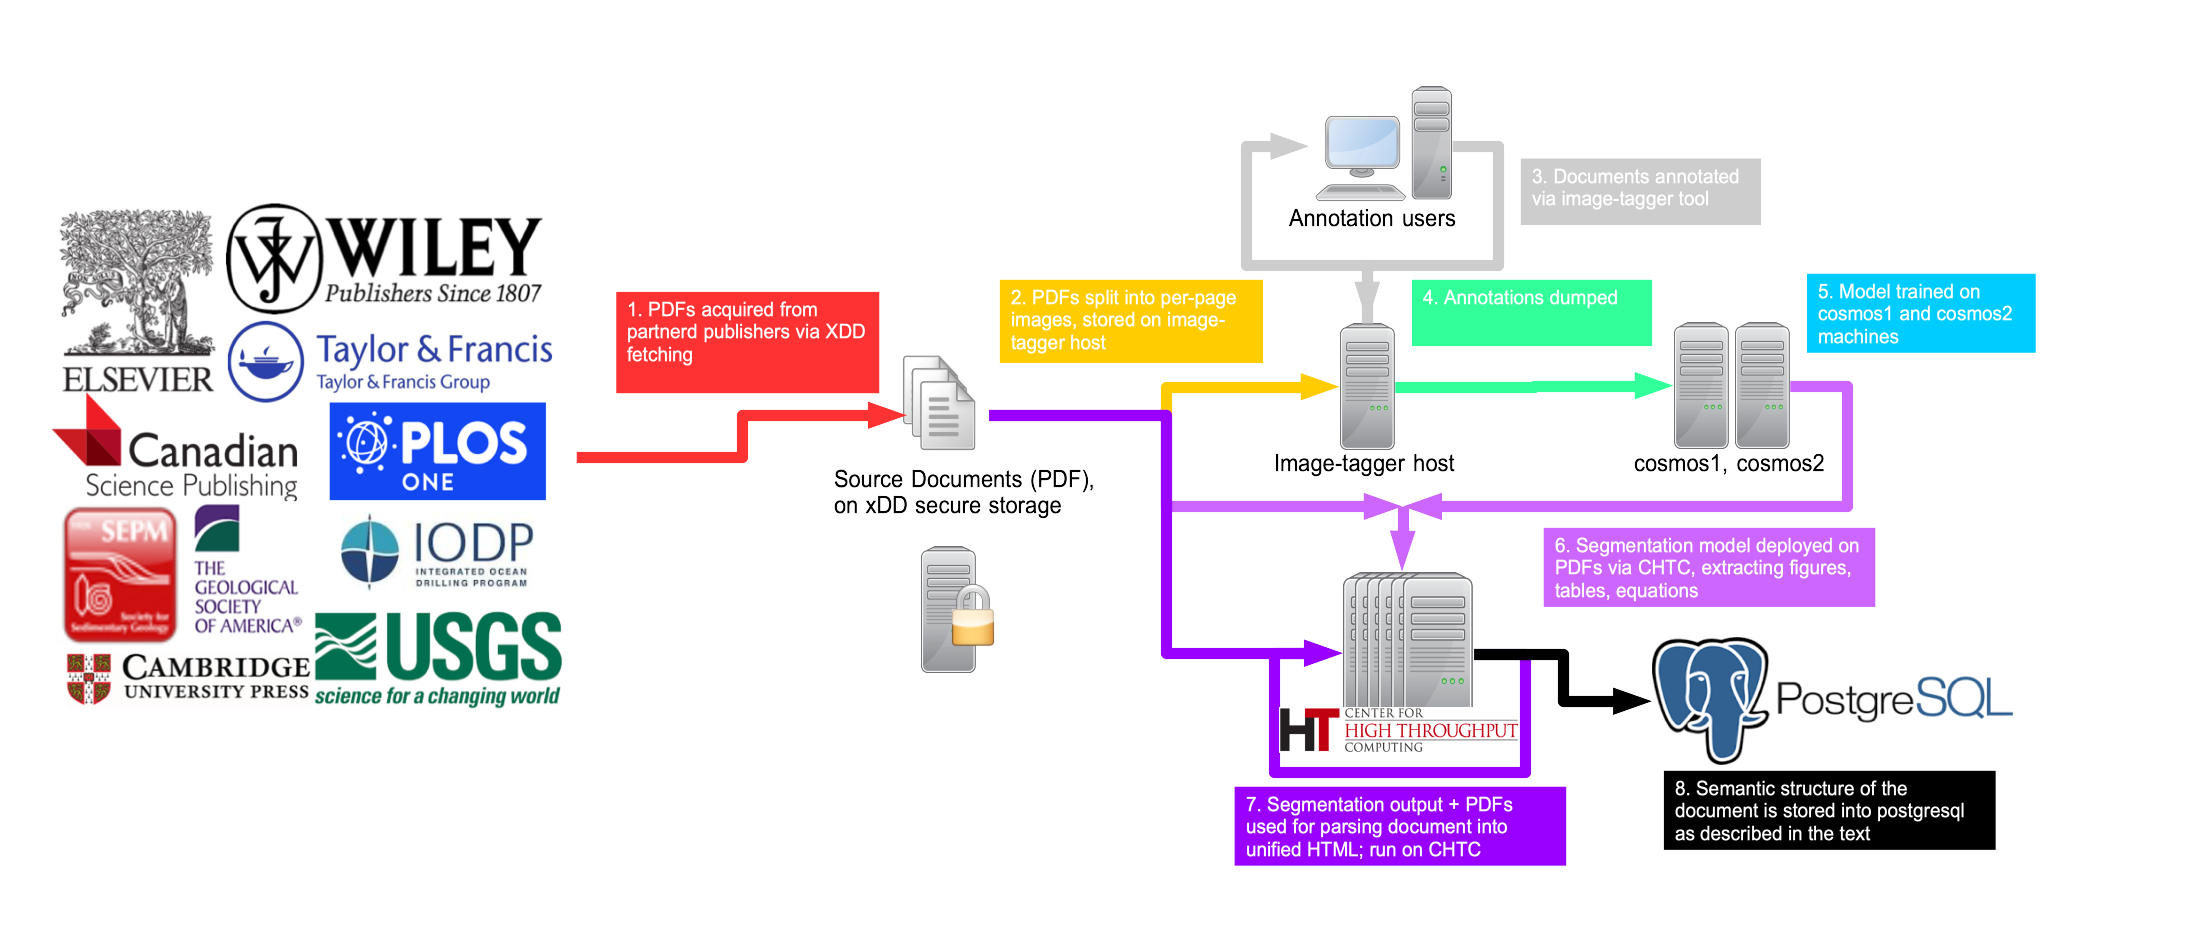 WILEY
Publishers Since 1807
ELSEVIER
Taylor & Francis
Taylor & Francis Group
Canadian
Science Publishing
PLOS
ONE
SEPM
Society for
Sedimentary Geology
THE
GEOLOGICAL
SOCIETY
OF AMERICA®
IODP
INTEGRATED OCEAN
DRILLING PROGRAM
CAMBRIDGE
UNIVERSITY PRESS
USGS
science for a changing world
1. PDFs acquired from
partnerd publishers via XDD
fetching
Source Documents (PDF),
on xDD secure storage
2. PDFs split into per-page
images, stored on image-
tagger host
Annotation users
3. Documents annotated
via image-tagger tool
Image-tagger host
4. Annotations dumped
cosmos1, cosmos2
5. Model trained on
cosmos1 and cosmos2
machines
6. Segmentation model deployed on
PDFs via CHTC, extracting figures,
tables, equations
HT
CENTER FOR
HIGH THROUGHPUT
COMPUTING
7. Segmentation output + PDFs
used for parsing document into
unified HTML; run on CHTC
PostgreSQL
8. Semantic structure of the
document is stored into postgresql
as described in the text